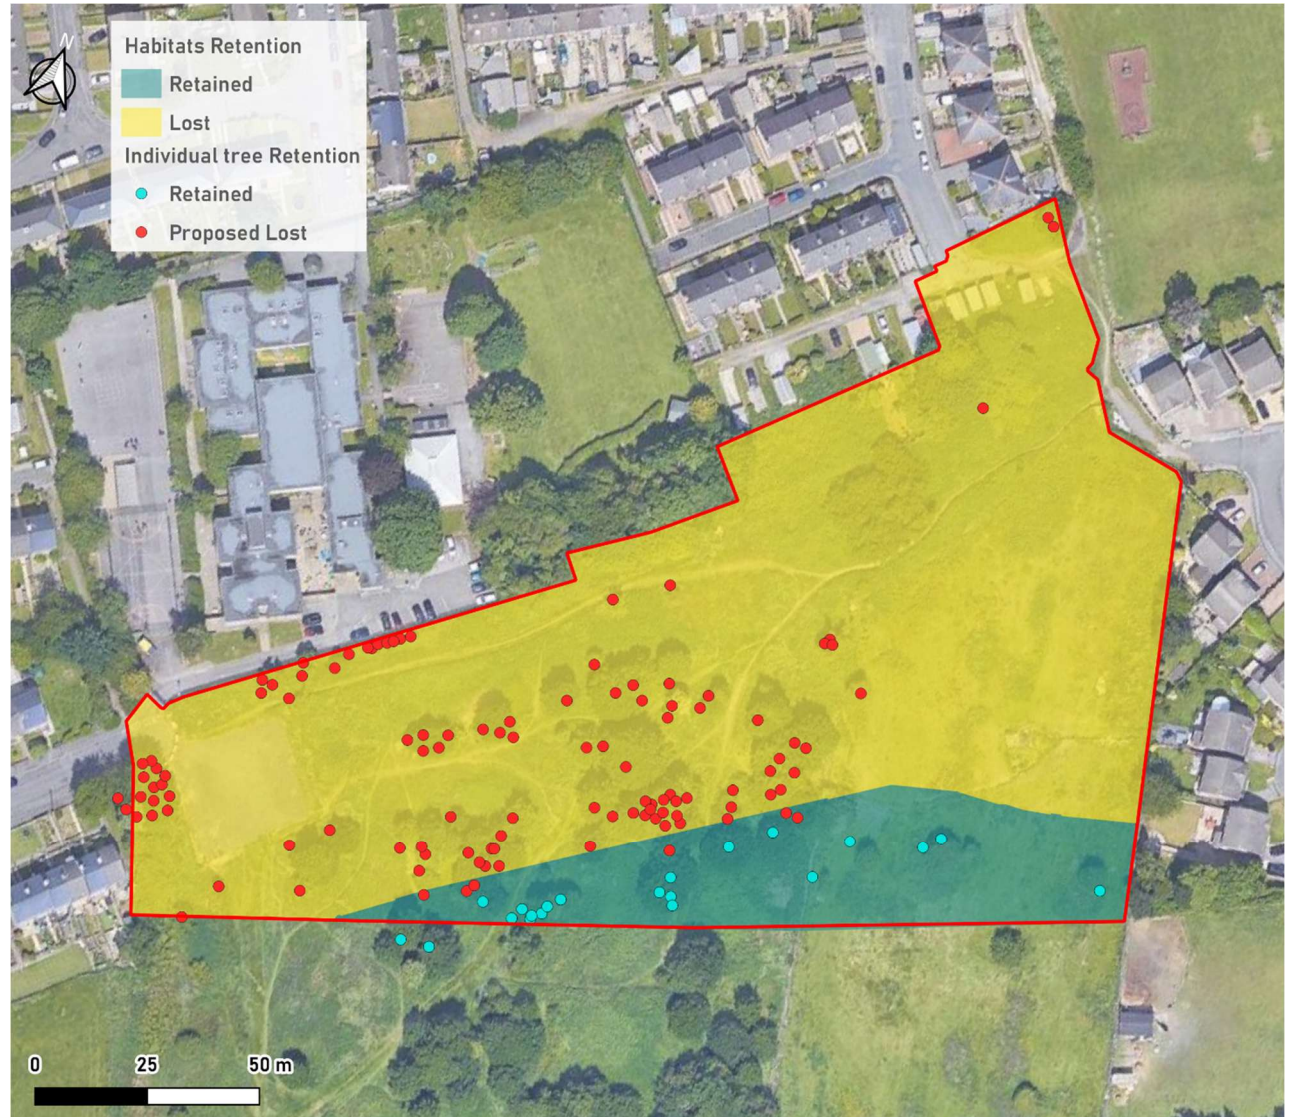 N
Habitats Retention
Retained
Lost
Individual tree Retention
Retained
Proposed Lost
0 25 50 m